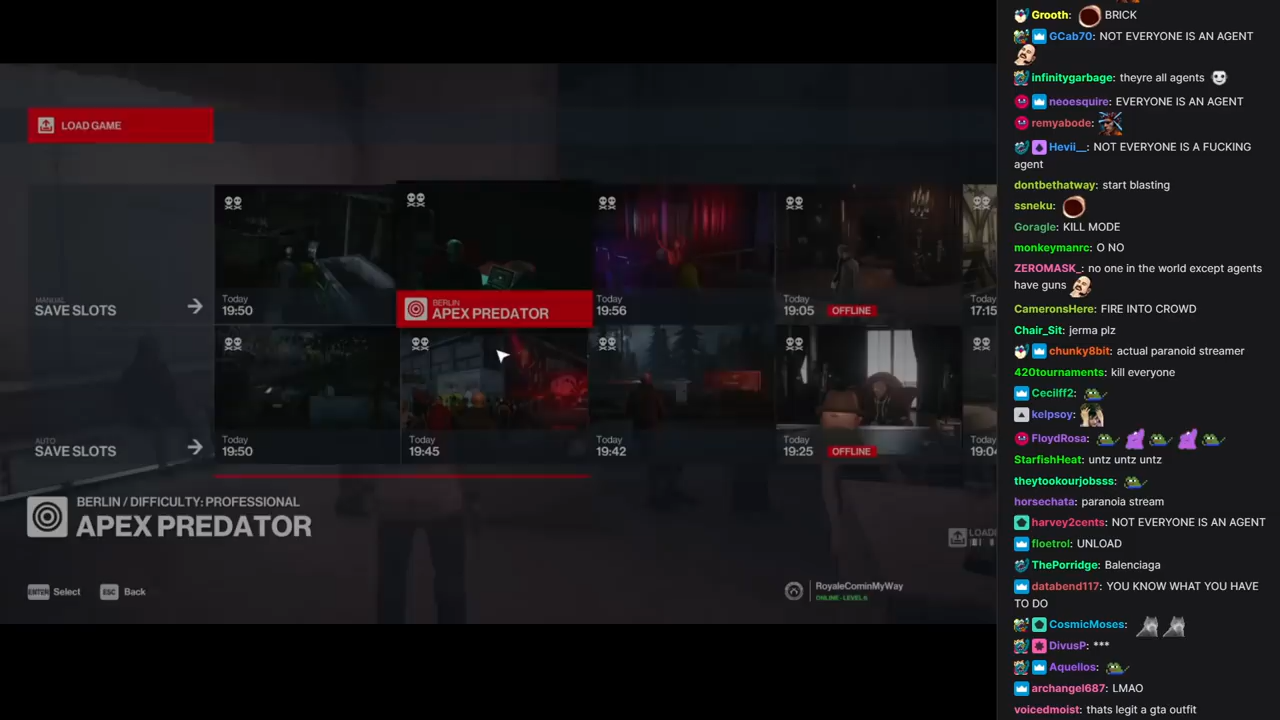 LOAD GAME
MANUAL
SAVE SLOTS
Today
19:50
BERLIN
APEX PREDATOR
Today
19:56
Today
19:05
OFFLINE
Today
17:15
AUTO
SAVE SLOTS
Today
19:50
Today
19:45
Today
19:42
Today
19:25
OFFLINE
Today
19:04
BERLIN / DIFFICULTY: PROFESSIONAL
APEX PREDATOR
ENTER Select
ESC Back
RoyaleCominMyWay
Grooth: BRICK
GCab70: NOT EVERYONE IS AN AGENT
infinitygarbage: theyre all agents
neoesquire: EVERYONE IS AN AGENT
remyabode:
Hevii__: NOT EVERYONE IS A FUCKING
agent
dontbethatway: start blasting
ssneku:
Goragle: KILL MODE
monkeymanrc: O NO
ZEROMASK_: no one in the world except agents
have guns
CameronsHere: FIRE INTO CROWD
Chair_Sit: jerma plz
chunky8bit: actual paranoid streamer
420tournaments: kill everyone
Cecilff2:
kelpsoy:
FloydRosa:
StarfishHeat: untz untz untz
theytookourjobsss:
horsechata: paranoia stream
harvey2cents: NOT EVERYONE IS AN AGENT
floetrol: UNLOAD
ThePorridge: Balenciaga
databend117: YOU KNOW WHAT YOU HAVE
TO DO
CosmicMoses:
DivusP: ***
Aquellos:
archangel687: LMAO
voicedmoist: thats legit a gta outfit